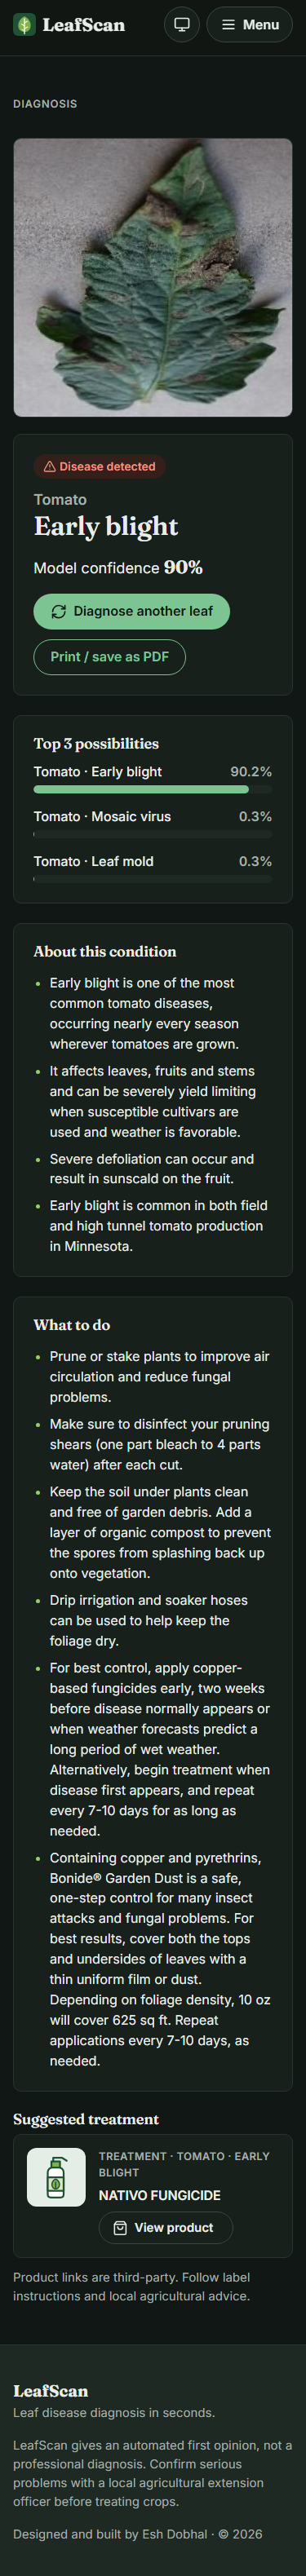 LeafScan
Menu
DIAGNOSIS
Disease detected
Tomato
Early blight
Model confidence 90%
Diagnose another leaf
Print / save as PDF
Top 3 possibilities
Tomato · Early blight 90.2%
Tomato · Mosaic virus 0.3%
Tomato · Leaf mold 0.3%
About this condition
• Early blight is one of the most
common tomato diseases,
occurring nearly every season
wherever tomatoes are grown.
• It affects leaves, fruits and stems
and can be severely yield limiting
when susceptible cultivars are
used and weather is favorable.
• Severe defoliation can occur and
result in sunscald on the fruit.
• Early blight is common in both field
and high tunnel tomato production
in Minnesota.
What to do
• Prune or stake plants to improve air
circulation and reduce fungal
problems.
• Make sure to disinfect your pruning
shears (one part bleach to 4 parts
water) after each cut.
• Keep the soil under plants clean
and free of garden debris. Add a
layer of organic compost to prevent
the spores from splashing back up
onto vegetation.
• Drip irrigation and soaker hoses
can be used to help keep the
foliage dry.
• For best control, apply copper-
based fungicides early, two weeks
before disease normally appears or
when weather forecasts predict a
long period of wet weather.
Alternatively, begin treatment when
disease first appears, and repeat
every 7-10 days for as long as
needed.
• Containing copper and pyrethrins,
Bonide® Garden Dust is a safe,
one-step control for many insect
attacks and fungal problems. For
best results, cover both the tops
and undersides of leaves with a
thin uniform film or dust.
Depending on foliage density, 10 oz
will cover 625 sq ft. Repeat
applications every 7-10 days, as
needed.
Suggested treatment
TREATMENT · TOMATO · EARLY
BLIGHT
NATIVO FUNGICIDE
View product
Product links are third-party. Follow label
instructions and local agricultural advice.
LeafScan
Leaf disease diagnosis in seconds.
LeafScan gives an automated first opinion, not a
professional diagnosis. Confirm serious
problems with a local agricultural extension
officer before treating crops.
Designed and built by Esh Dobhal · © 2026